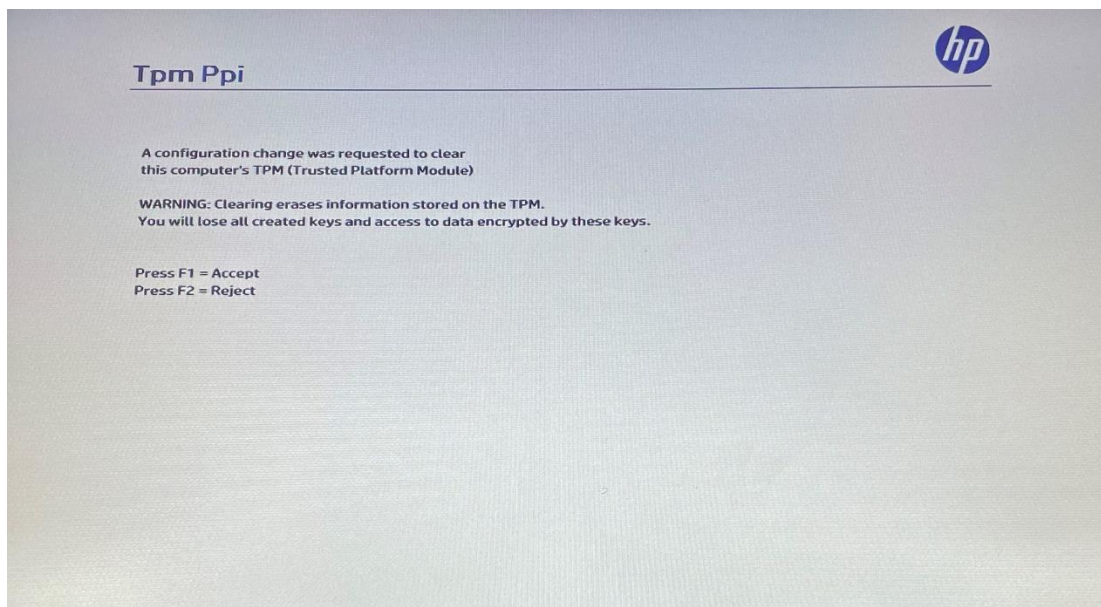 hp
Tpm Ppi
A configuration change was requested to clear
this computer's TPM (Trusted Platform Module)
WARNING: Clearing erases information stored on the TPM.
You will lose all created keys and access to data encrypted by these keys.
Press F1 = Accept
Press F2 = Reject